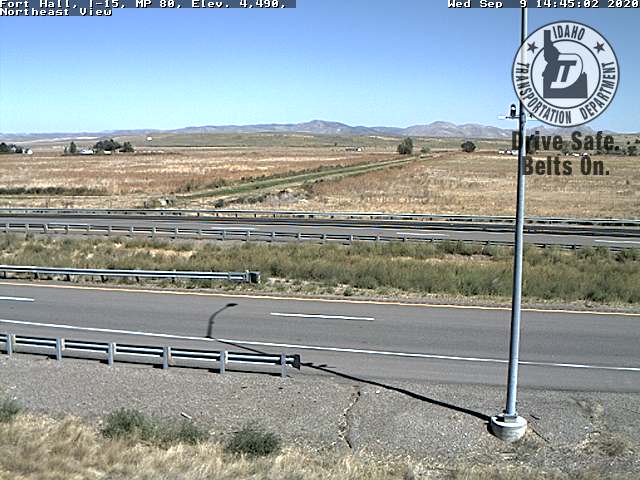 Fort Hall, I-15, MP 80, Elev. 4,490,
Northeast View
Wed Sep  9 14:45:02 2020
IDAHO
TRANSPORTATION DEPARTMENT
Drive Safe.
Belts On.